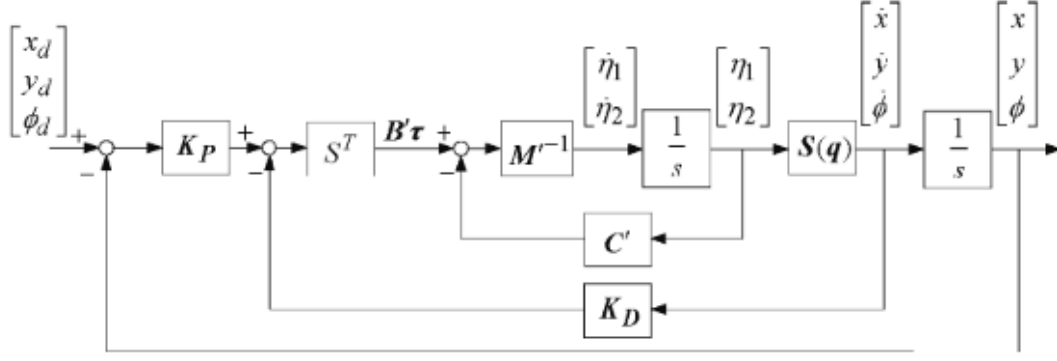 x_d
y_d
ϕ_d
+
−
K_P
+
−
S^T
B'τ
+
−
M'^{-1}
η̇_1
η̇_2
1
s
η_1
η_2
S(q)
ẋ
ẏ
ϕ̇
1
s
x
y
ϕ
C'
K_D